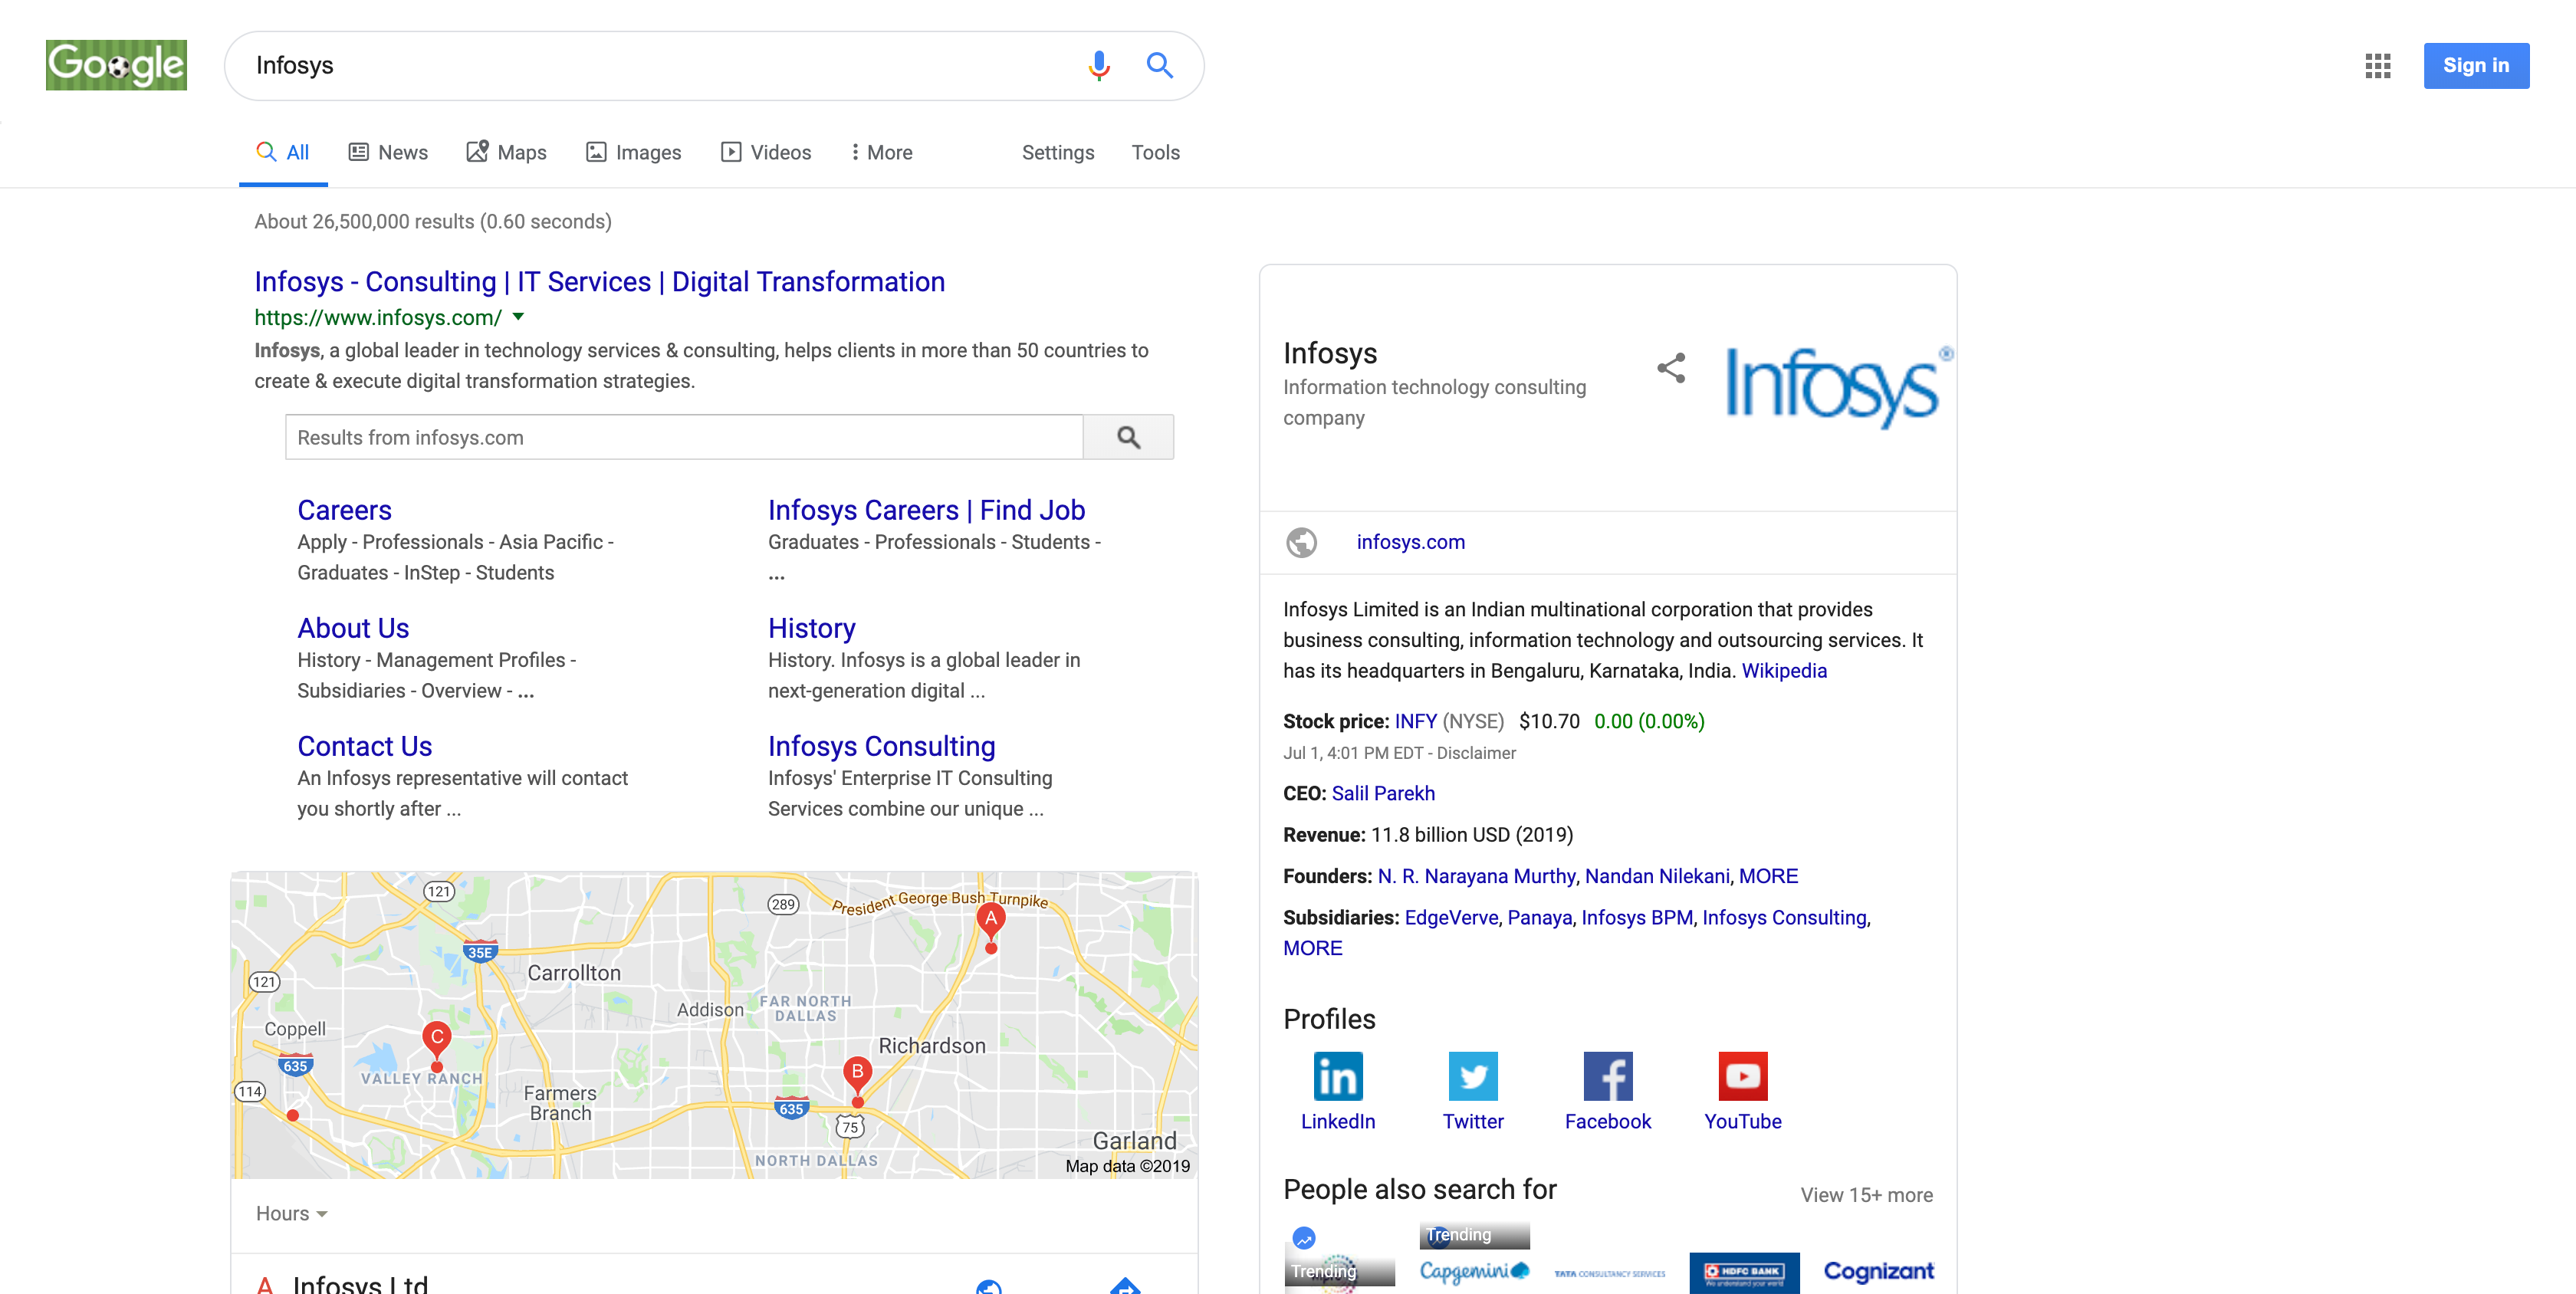 Google
Infosys
Sign in
All News Maps Images Videos More Settings Tools
About 26,500,000 results (0.60 seconds)
Infosys - Consulting | IT Services | Digital Transformation
https://www.infosys.com/
Infosys, a global leader in technology services & consulting, helps clients in more than 50 countries to
create & execute digital transformation strategies.
Results from infosys.com
Careers
Apply - Professionals - Asia Pacific -
Graduates - InStep - Students
Infosys Careers | Find Job
Graduates - Professionals - Students -
...
About Us
History - Management Profiles -
Subsidiaries - Overview - ...
History
History. Infosys is a global leader in
next-generation digital ...
Contact Us
An Infosys representative will contact
you shortly after ...
Infosys Consulting
Infosys' Enterprise IT Consulting
Services combine our unique ...
121
289
President George Bush Turnpike
A
35E
Carrollton
121
Addison
FAR NORTH
DALLAS
Coppell
C
Richardson
635
VALLEY RANCH
B
114
Farmers
Branch
635
75
Garland
NORTH DALLAS
Map data ©2019
Hours
A Infosys Ltd
Infosys
Information technology consulting
company
Infosys®
infosys.com
Infosys Limited is an Indian multinational corporation that provides
business consulting, information technology and outsourcing services. It
has its headquarters in Bengaluru, Karnataka, India. Wikipedia
Stock price: INFY (NYSE) $10.70 0.00 (0.00%)
Jul 1, 4:01 PM EDT - Disclaimer
CEO: Salil Parekh
Revenue: 11.8 billion USD (2019)
Founders: N. R. Narayana Murthy, Nandan Nilekani, MORE
Subsidiaries: EdgeVerve, Panaya, Infosys BPM, Infosys Consulting,
MORE
Profiles
LinkedIn Twitter Facebook YouTube
People also search for
View 15+ more
Trending
Trending
Capgemini
TATA CONSULTANCY SERVICES
HDFC BANK
We understand your world
Cognizant